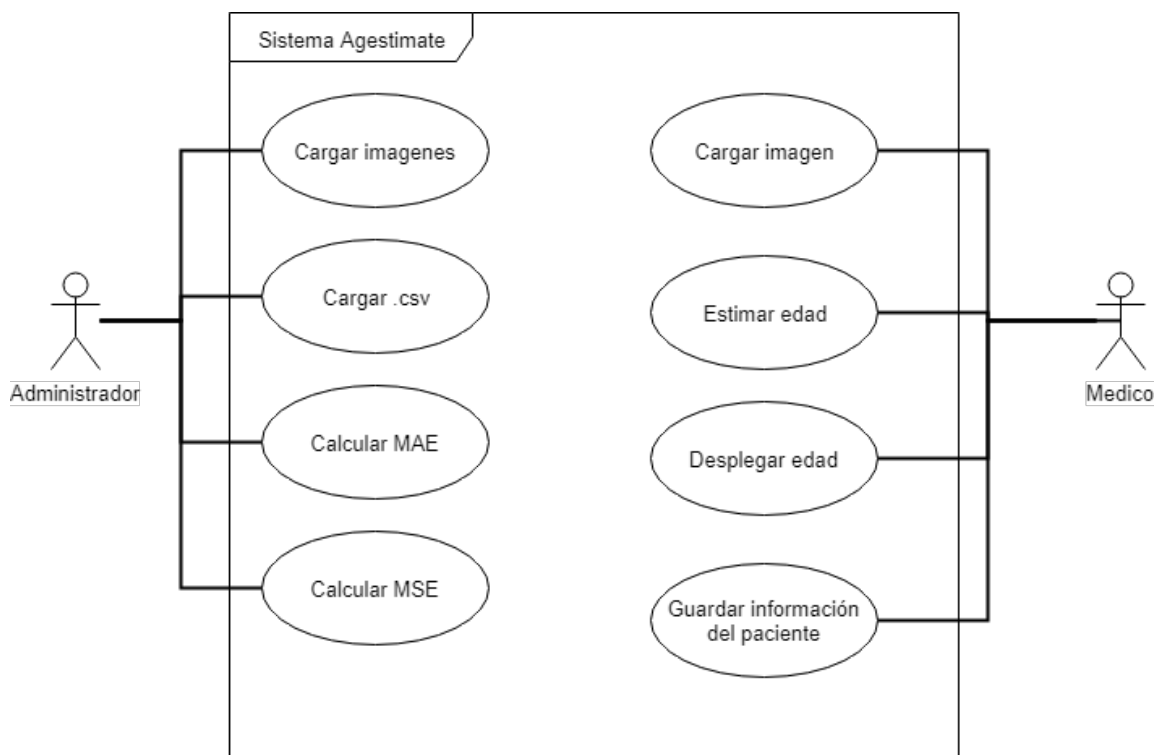 Sistema Agestimate
Cargar imagenes
Cargar imagen
Cargar .csv
Estimar edad
Administrador
Medico
Calcular MAE
Desplegar edad
Calcular MSE
Guardar información
del paciente